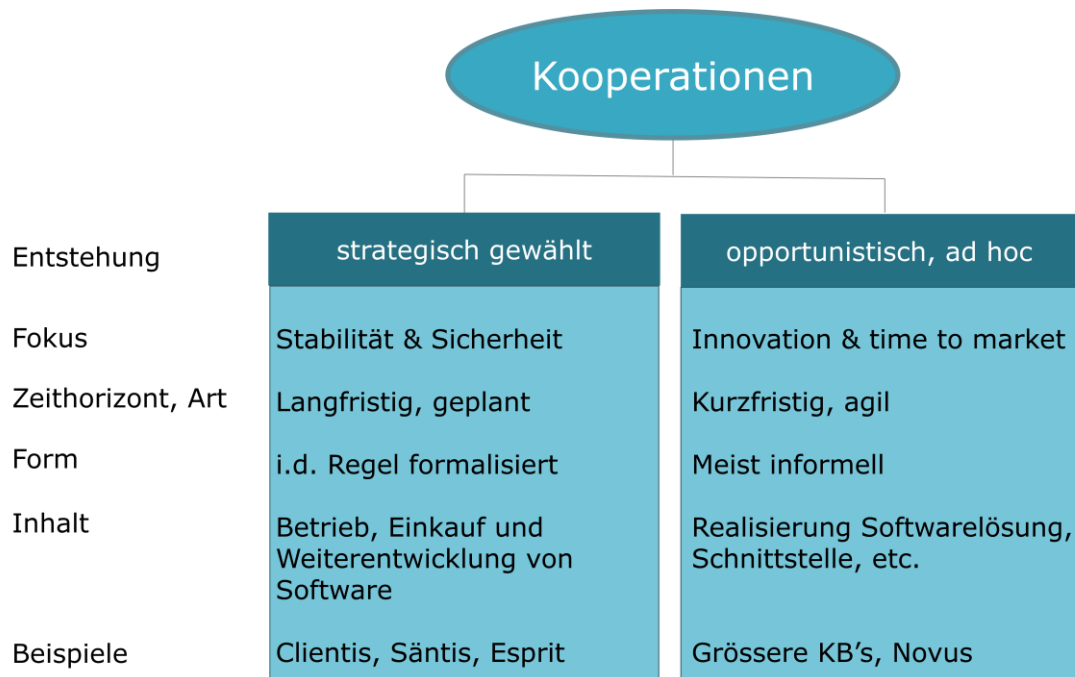 Kooperationen
Entstehung
strategisch gewählt
opportunistisch, ad hoc
Fokus
Stabilität & Sicherheit
Innovation & time to market
Zeithorizont, Art
Langfristig, geplant
Kurzfristig, agil
Form
i.d. Regel formalisiert
Meist informell
Inhalt
Betrieb, Einkauf und
Weiterentwicklung von
Software
Realisierung Softwarelösung,
Schnittstelle, etc.
Beispiele
Clientis, Säntis, Esprit
Grössere KB’s, Novus